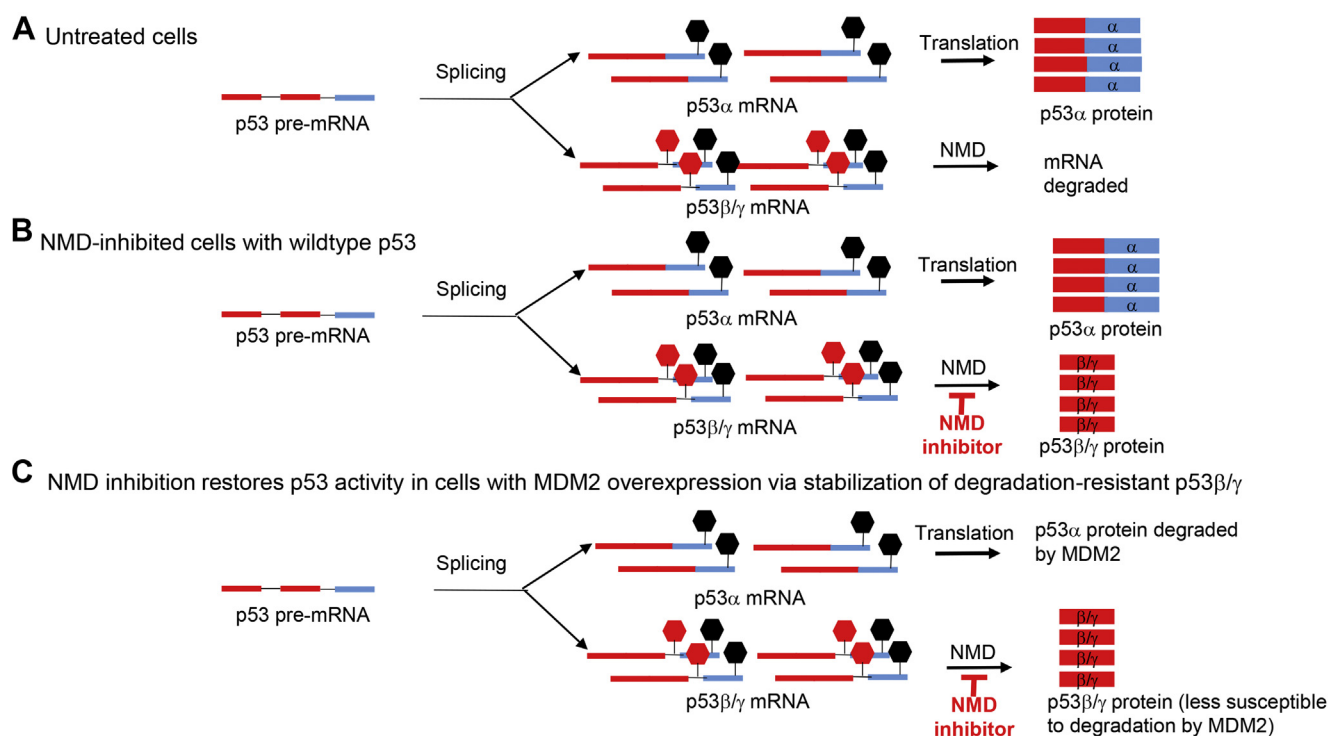 A Untreated cells
p53 pre-mRNA
Splicing
p53α mRNA
Translation
α
α
α
α
p53α protein
p53β/γ mRNA
NMD
mRNA
degraded
B NMD-inhibited cells with wildtype p53
p53 pre-mRNA
Splicing
p53α mRNA
Translation
α
α
α
α
p53α protein
p53β/γ mRNA
NMD
NMD
inhibitor
β/γ
β/γ
β/γ
β/γ
p53β/γ protein
C NMD inhibition restores p53 activity in cells with MDM2 overexpression via stabilization of degradation-resistant p53β/γ
p53 pre-mRNA
Splicing
p53α mRNA
Translation
p53α protein degraded
by MDM2
p53β/γ mRNA
NMD
NMD
inhibitor
β/γ
β/γ
β/γ
β/γ
p53β/γ protein (less susceptible
to degradation by MDM2)